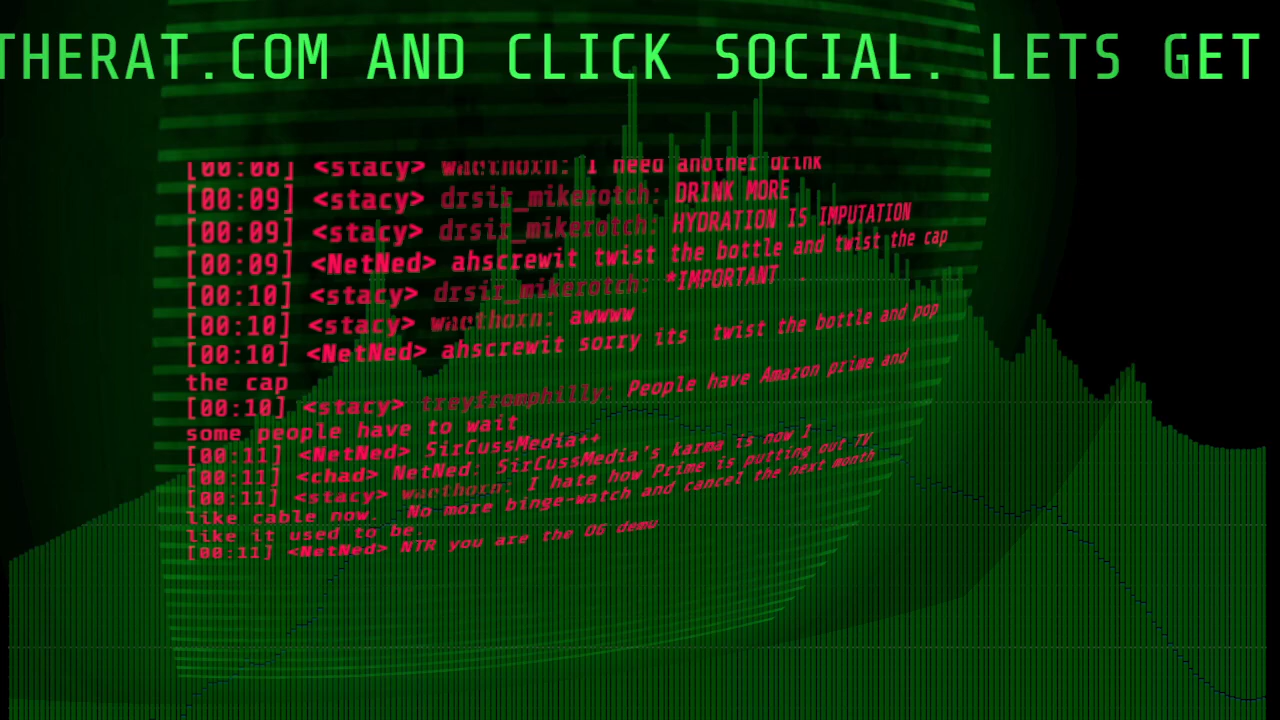 THERAT.COM AND CLICK SOCIAL. LETS GET
[00:08] <stacy> waethorn: I need another drink
[00:09] <stacy> drsir_mikerotch: DRINK MORE
[00:09] <stacy> drsir_mikerotch: HYDRATION IS IMPUTATION
[00:09] <NetNed> ahscrewit twist the bottle and twist the cap
[00:10] <stacy> drsir_mikerotch: *IMPORTANT .
[00:10] <stacy> waethorn: awwww
[00:10] <NetNed> ahscrewit sorry its  twist the bottle and pop
the cap
[00:10] <stacy> treyfromphilly: People have Amazon prime and
some people have to wait
[00:11] <NetNed> SirCussMedia++
[00:11] <chad> NetNed: SirCussMedia's karma is now 1
[00:11] <stacy> waethorn: I hate how Prime is putting out TV
like cable now.  No more binge-watch and cancel the next month
like it used to be.
[00:11] <NetNed> NTR you are the OG demu